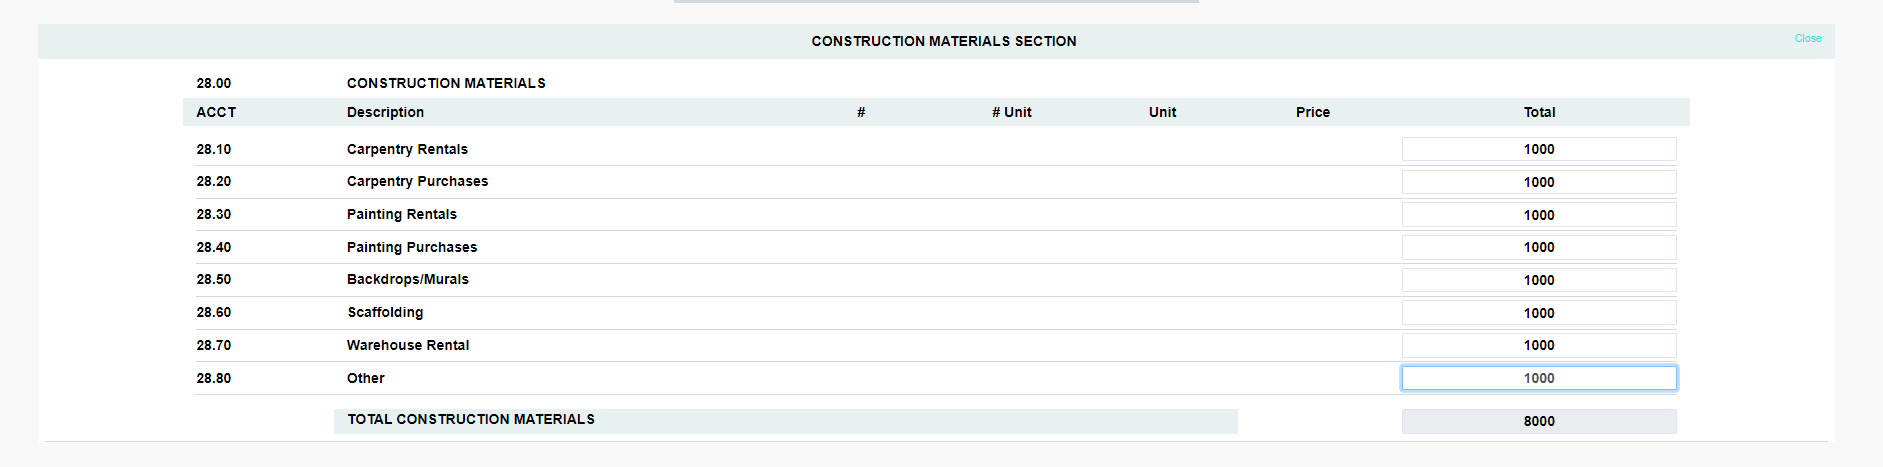 CONSTRUCTION MATERIALS SECTION Close
28.00 CONSTRUCTION MATERIALS
ACCT Description # # Unit Unit Price Total
28.10 Carpentry Rentals 1000
28.20 Carpentry Purchases 1000
28.30 Painting Rentals 1000
28.40 Painting Purchases 1000
28.50 Backdrops/Murals 1000
28.60 Scaffolding 1000
28.70 Warehouse Rental 1000
28.80 Other 1000
TOTAL CONSTRUCTION MATERIALS 8000